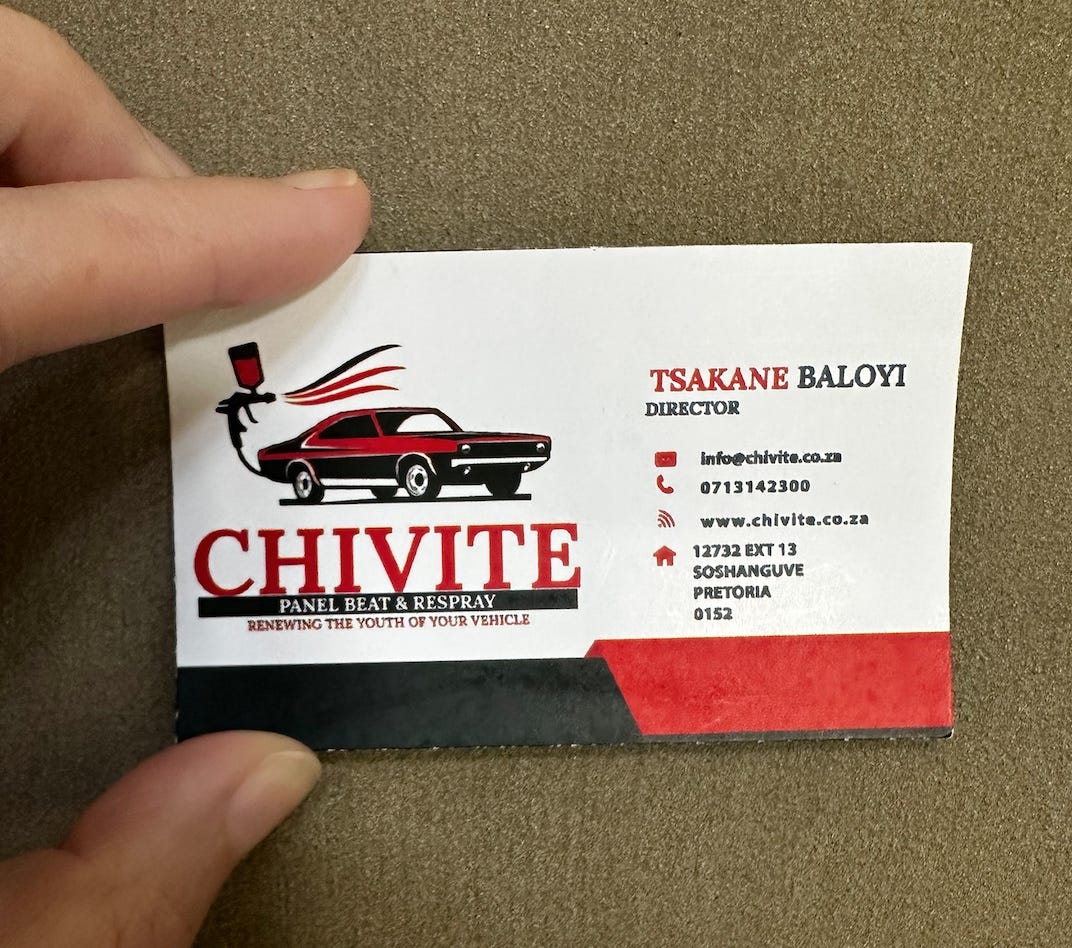 CHIVITE
PANEL BEAT & RESPRAY
RENEWING THE YOUTH OF YOUR VEHICLE
TSAKANE BALOYI
DIRECTOR
info@chivite.co.za
0713142300
www.chivite.co.za
12732 EXT 13
SOSHANGUVE
PRETORIA
0152